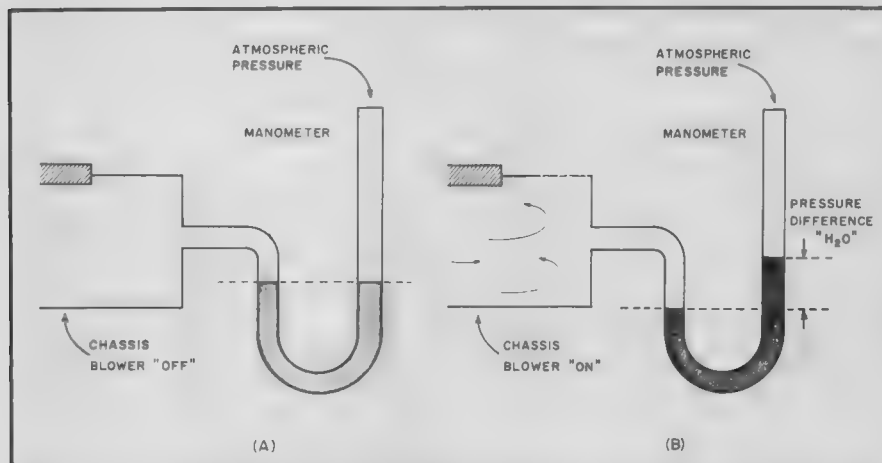 ATMOSPHERIC
PRESSURE
MANOMETER
CHASSIS
BLOWER "OFF"
(A)
ATMOSPHERIC
PRESSURE
MANOMETER
PRESSURE
DIFFERENCE
"H₂O"
CHASSIS
BLOWER "ON"
(B)